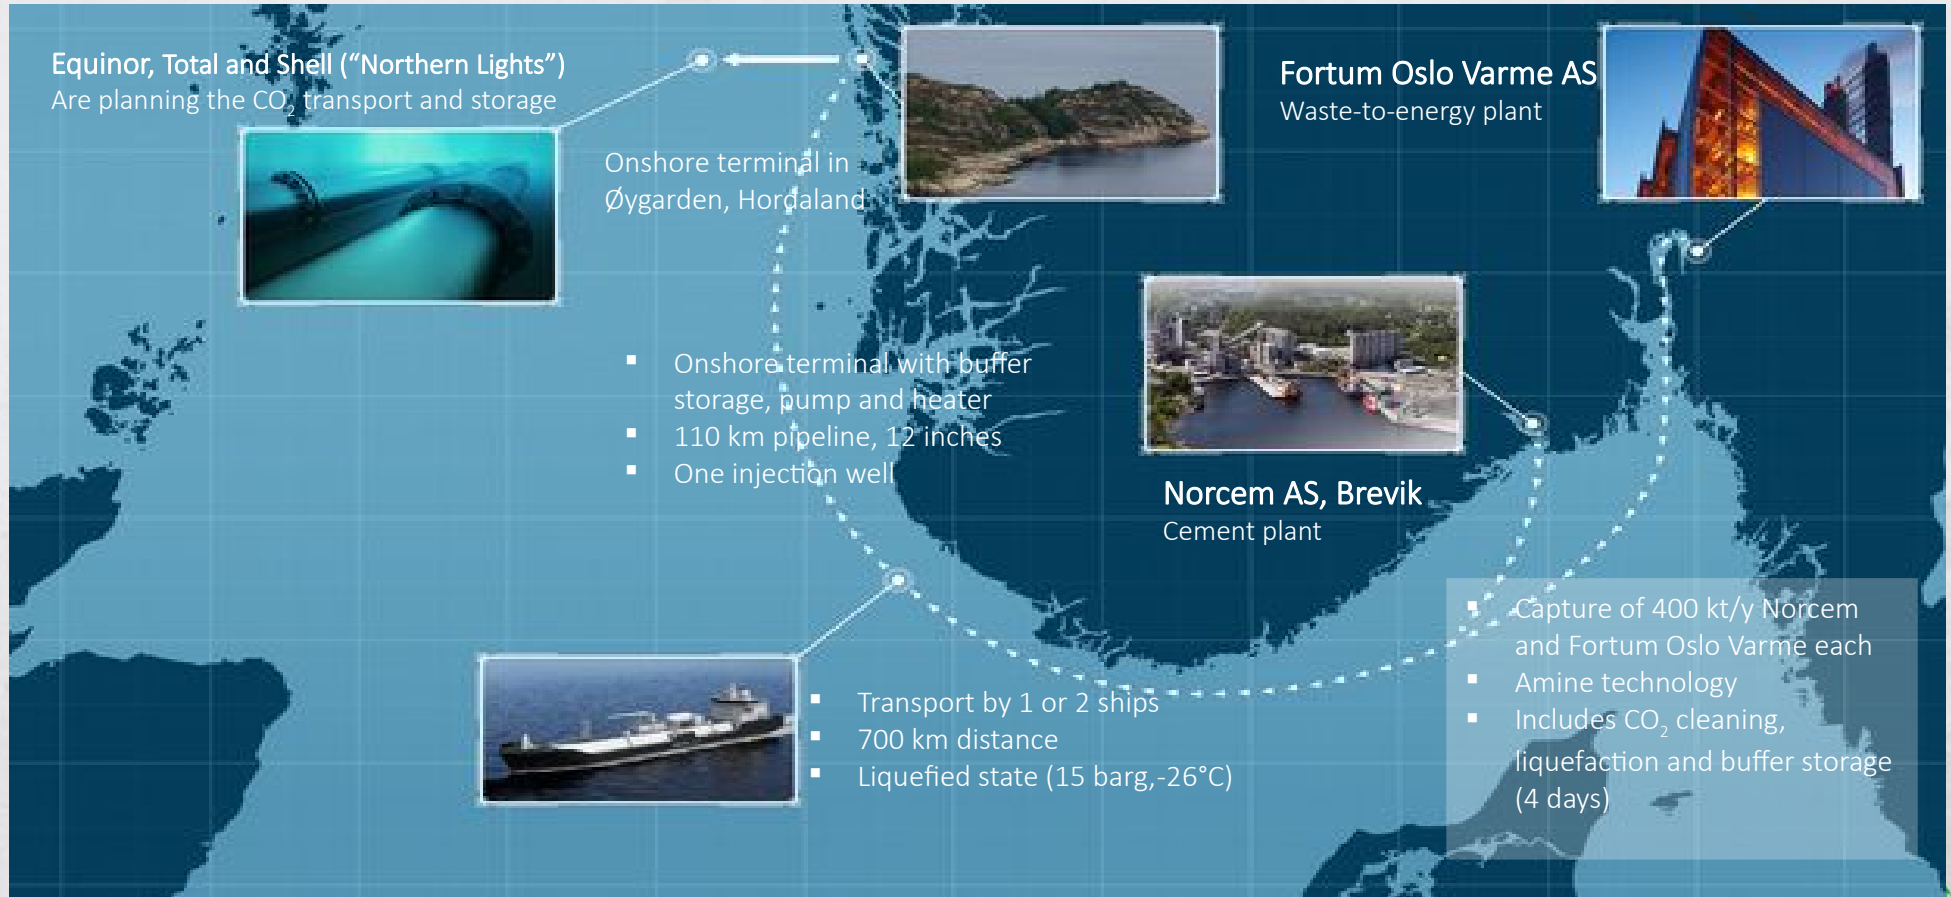 Equinor, Total and Shell (“Northern Lights”)
Are planning the CO₂ transport and storage
Onshore terminal in
Øygarden, Hordaland
Fortum Oslo Varme AS
Waste-to-energy plant
▪ Onshore terminal with buffer
storage, pump and heater
▪ 110 km pipeline, 12 inches
▪ One injection well
Norcem AS, Brevik
Cement plant
▪ Transport by 1 or 2 ships
▪ 700 km distance
▪ Liquefied state (15 barg,-26°C)
▪ Capture of 400 kt/y Norcem
and Fortum Oslo Varme each
▪ Amine technology
▪ Includes CO₂ cleaning,
liquefaction and buffer storage
(4 days)